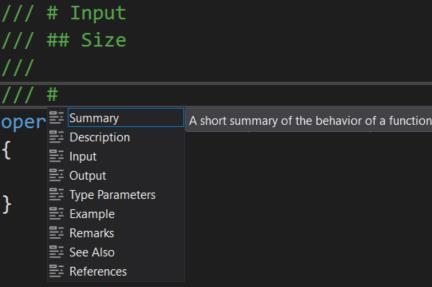 /// # Input
/// ## Size
///
/// #
oper
Summary
A short summary of the behavior of a function
Description
{
Input
Output
Type Parameters
}
Example
Remarks
See Also
References